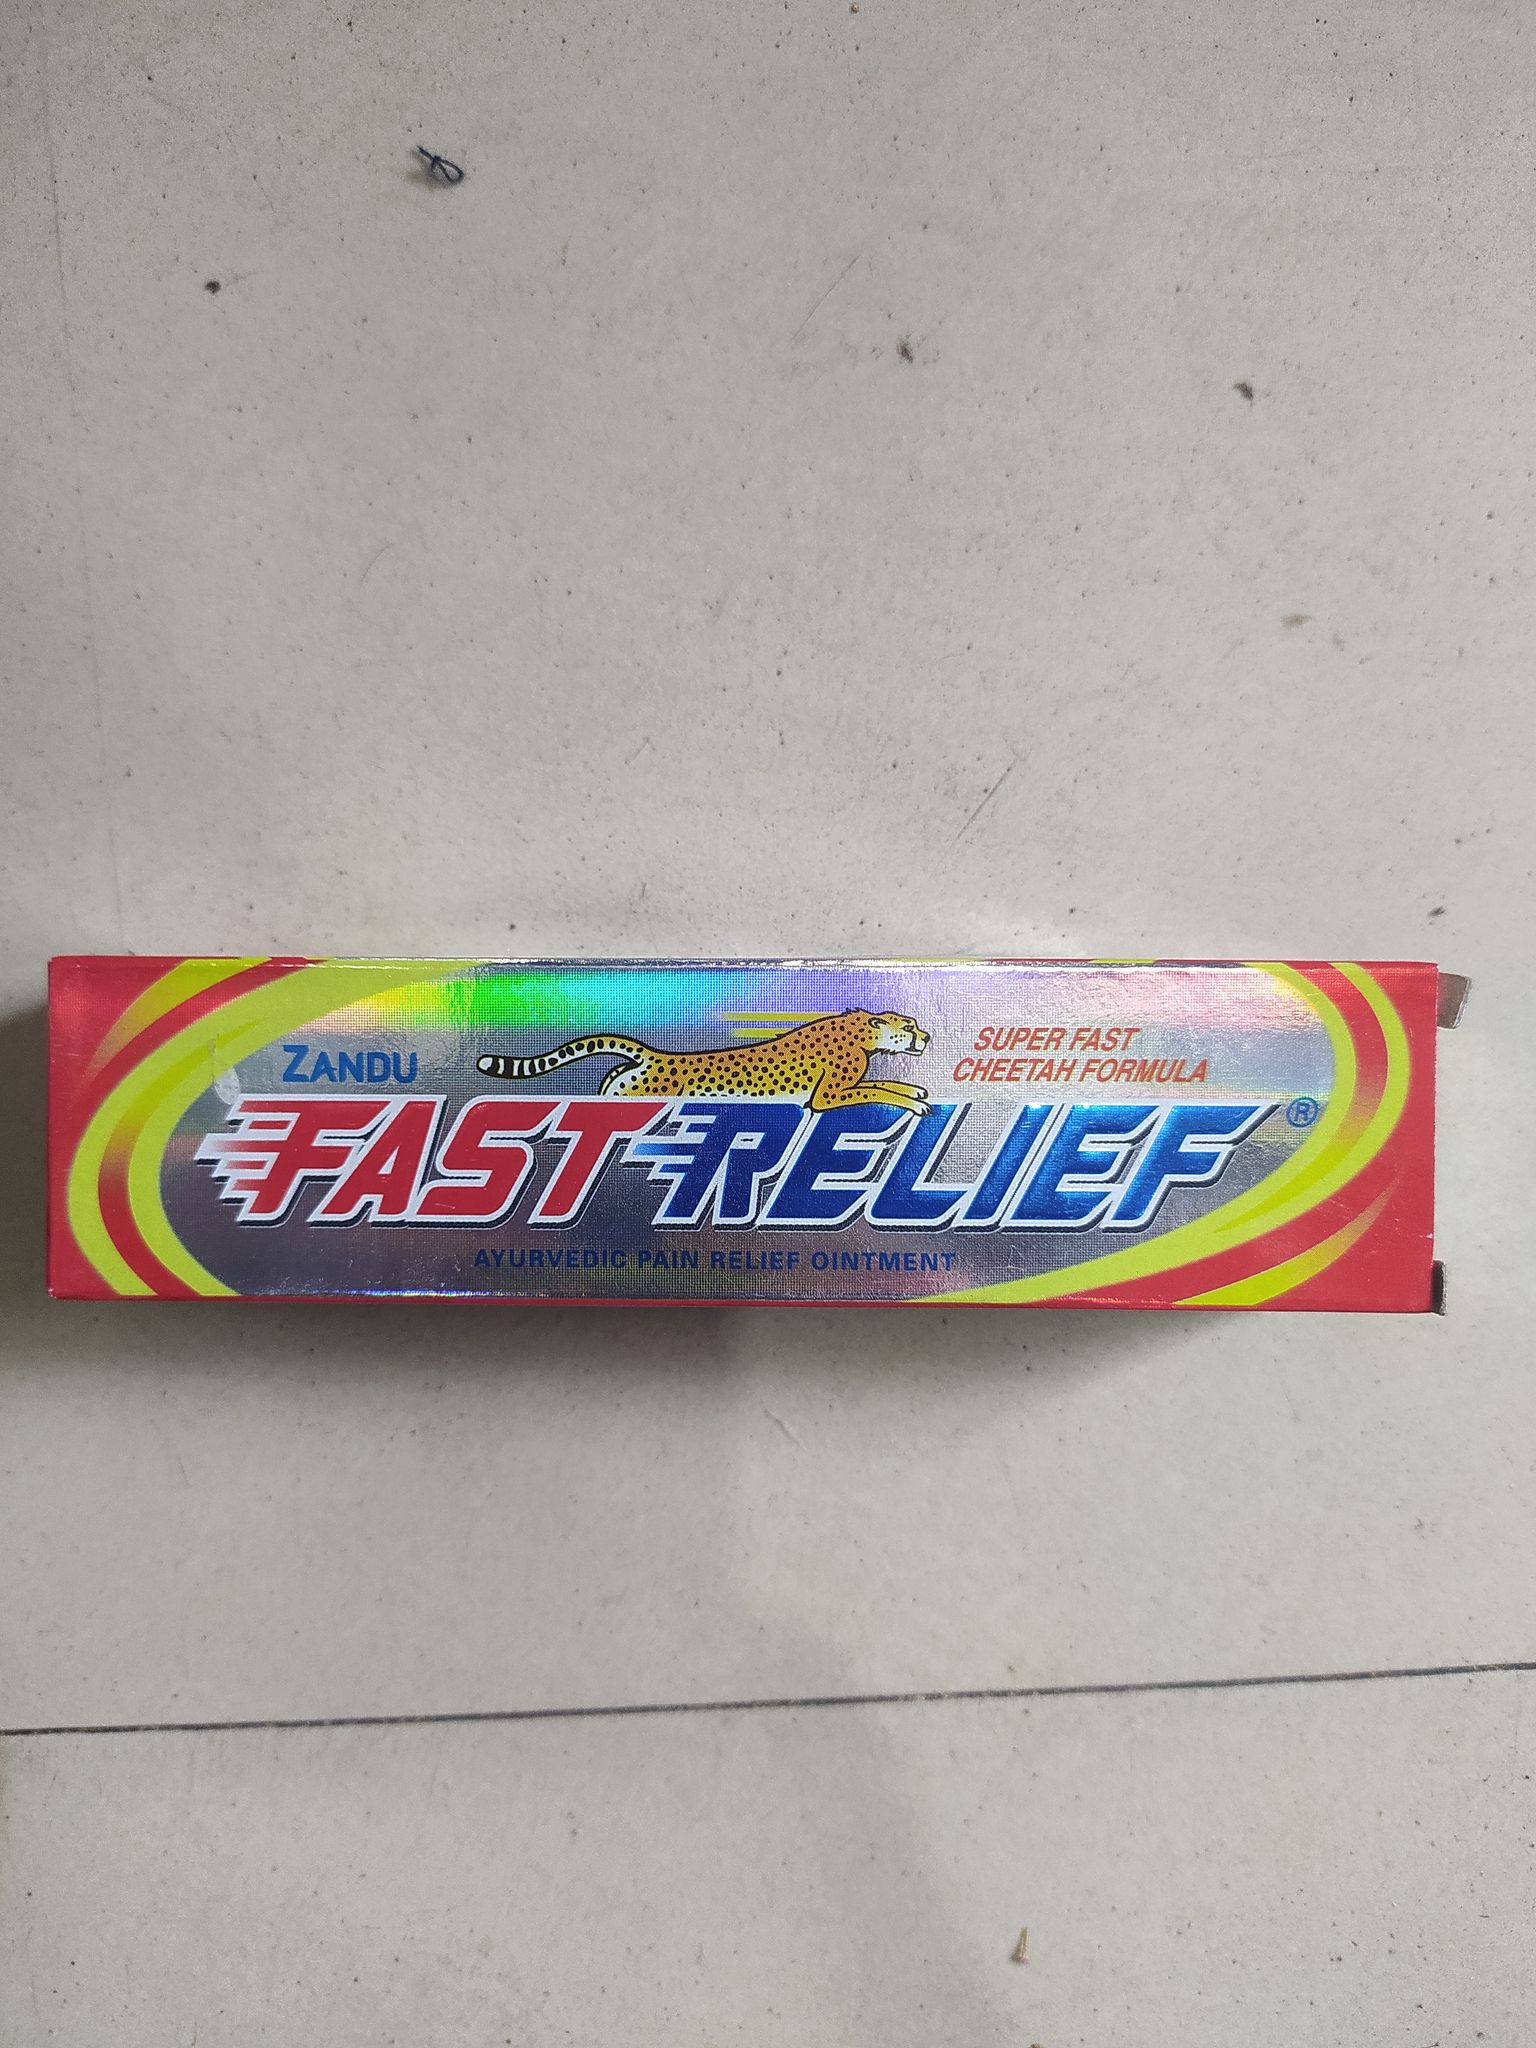 ZANDU
SUPER FAST
CHEETAH FORMULA
FAST RELIEF®
AYURVEDIC PAIN RELIEF OINTMENT